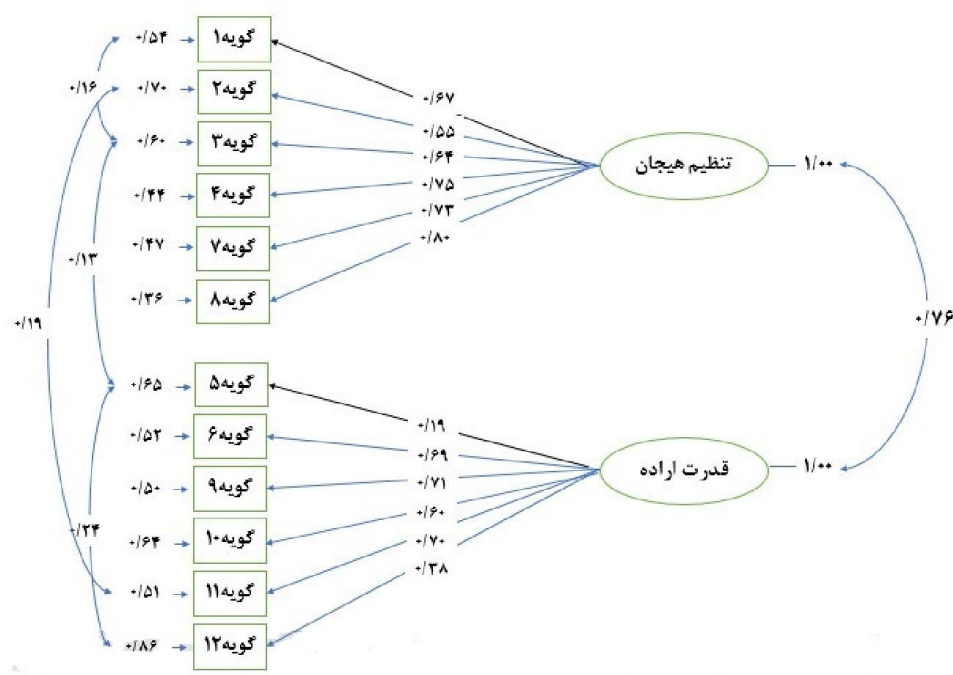 ۰/۵۴ گویه۱
۰/۱۶
۰/۷۰ گویه۲
۰/۶۰ گویه۳
۰/۴۴ گویه۴
۰/۴۷ گویه۷
۰/۳۶ گویه۸
۰/۶۷
۰/۵۵
۰/۶۴
۰/۷۵
۰/۷۳
۰/۸۰
تنظیم هیجان
۱/۰۰
۰/۱۳
۰/۱۹
۰/۷۶
۰/۶۵ گویه۵
۰/۵۲ گویه۶
۰/۵۰ گویه۹
۰/۶۴ گویه۱۰
۰/۵۱ گویه۱۱
۰/۸۶ گویه۱۲
۰/۲۴
۰/۱۹
۰/۶۹
۰/۷۱
۰/۶۰
۰/۷۰
۰/۳۸
قدرت اراده
۱/۰۰